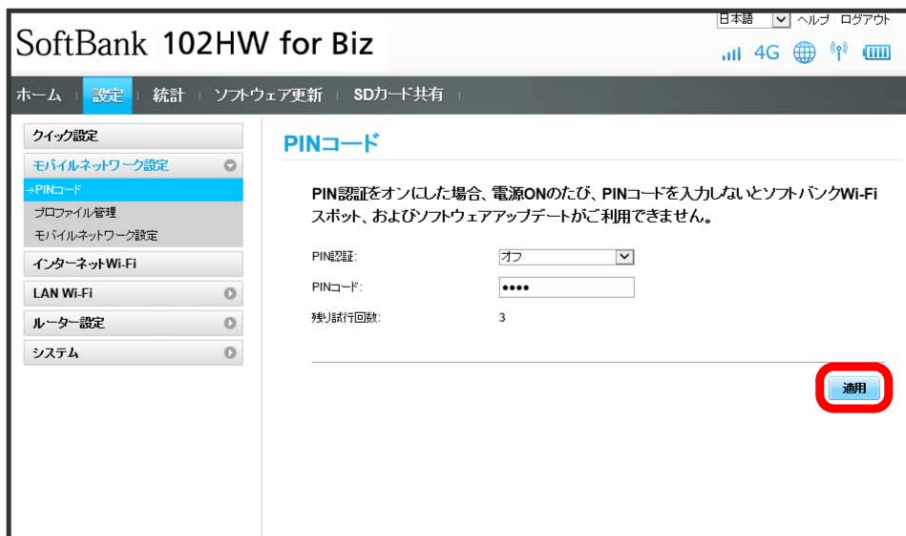 日本語 ヘルプ ログアウト
SoftBank 102HW for Biz
4G
ホーム 設定 統計 ソフトウェア更新 SDカード共有
クイック設定
モバイルネットワーク設定
→PINコード
プロファイル管理
モバイルネットワーク設定
インターネットWi-Fi
LAN Wi-Fi
ルーター設定
システム
PINコード
PIN認証をオンにした場合、電源ONのたび、PINコードを入力しないとソフトバンクWi-Fi
スポット、およびソフトウェアアップデートがご利用できません。
PIN認証: オフ
PINコード: ••••
残り試行回数: 3
適用